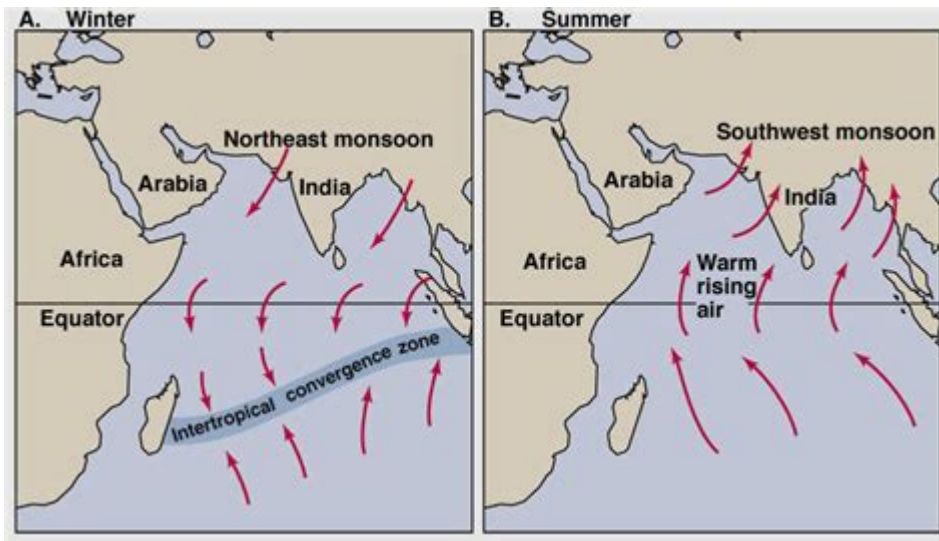 A. Winter
Northeast monsoon
Arabia
India
Africa
Equator
Intertropical convergence zone
B. Summer
Southwest monsoon
Arabia
India
Africa
Warm
rising
air
Equator